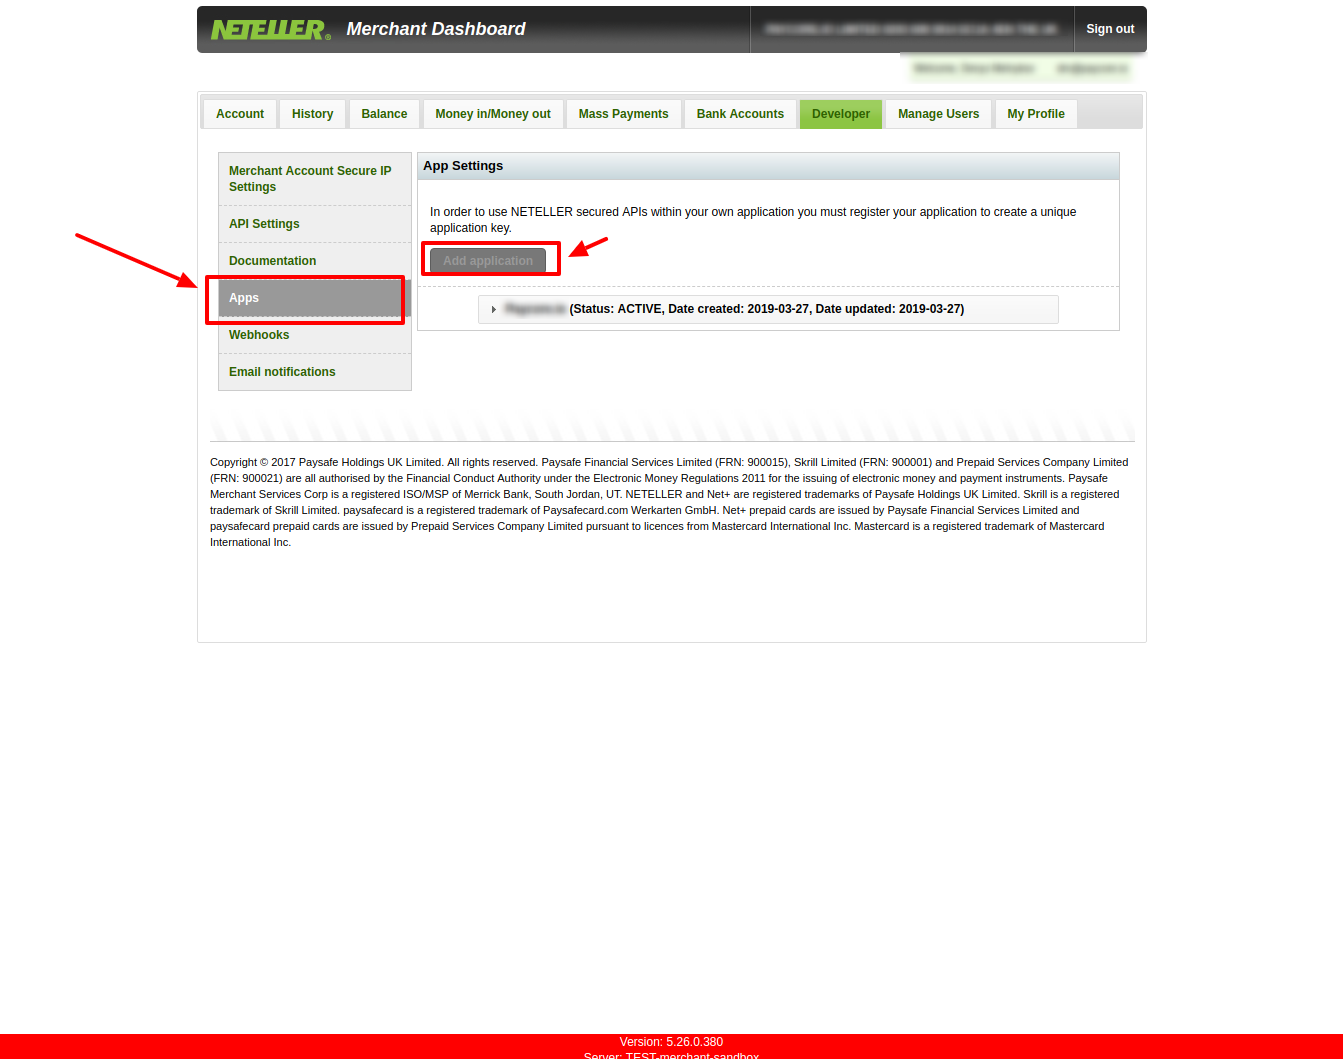 NETELLER® Merchant Dashboard
Sign out
Account History Balance Money in/Money out Mass Payments Bank Accounts Developer Manage Users My Profile
Merchant Account Secure IP
Settings
API Settings
Documentation
Apps
Webhooks
Email notifications
App Settings
In order to use NETELLER secured APIs within your own application you must register your application to create a unique
application key.
Add application
(Status: ACTIVE, Date created: 2019-03-27, Date updated: 2019-03-27)
Copyright © 2017 Paysafe Holdings UK Limited. All rights reserved. Paysafe Financial Services Limited (FRN: 900015), Skrill Limited (FRN: 900001) and Prepaid Services Company Limited
(FRN: 900021) are all authorised by the Financial Conduct Authority under the Electronic Money Regulations 2011 for the issuing of electronic money and payment instruments. Paysafe
Merchant Services Corp is a registered ISO/MSP of Merrick Bank, South Jordan, UT. NETELLER and Net+ are registered trademarks of Paysafe Holdings UK Limited. Skrill is a registered
trademark of Skrill Limited. paysafecard is a registered trademark of Paysafecard.com Werkarten GmbH. Net+ prepaid cards are issued by Paysafe Financial Services Limited and
paysafecard prepaid cards are issued by Prepaid Services Company Limited pursuant to licences from Mastercard International Inc. Mastercard is a registered trademark of Mastercard
International Inc.
Version: 5.26.0.380
Server: TEST-merchant-sandbox